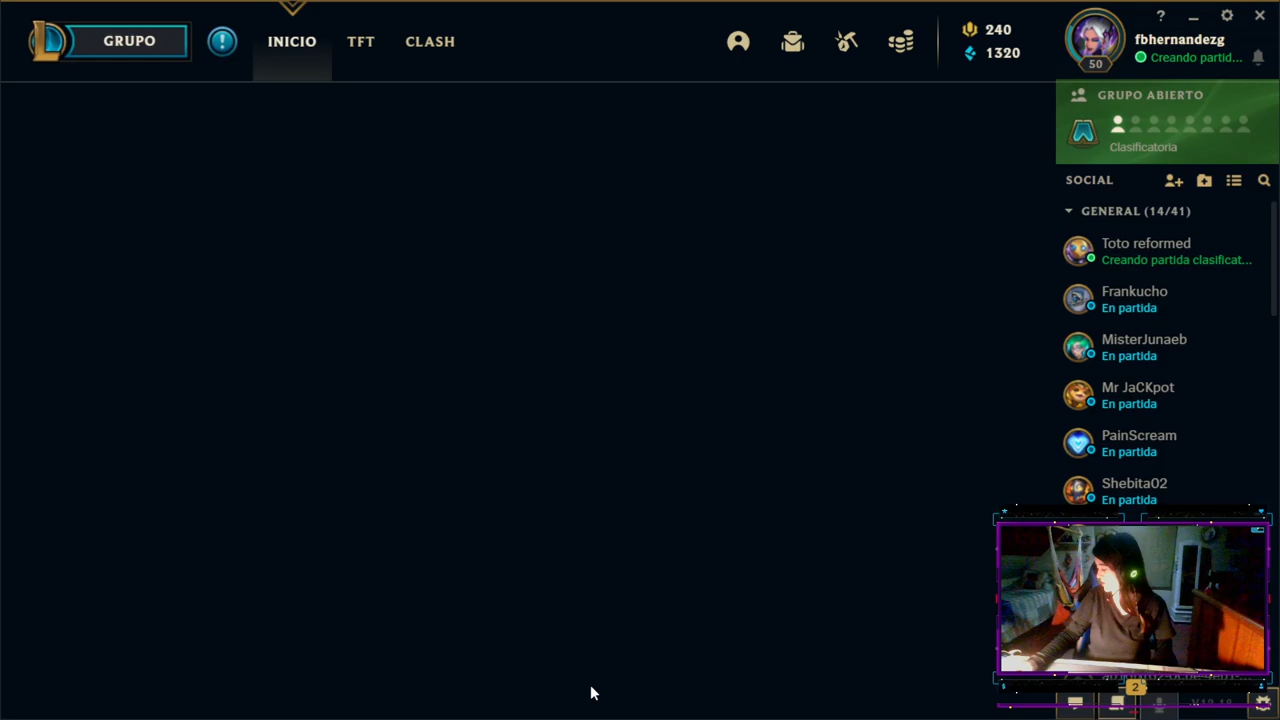 GRUPO
INICIO
TFT
CLASH
240
1320
50
?
fbhernandezg
Creando partid...
GRUPO ABIERTO
Clasificatoria
SOCIAL
GENERAL (14/41)
Toto reformed
Creando partida clasificat...
Frankucho
En partida
MisterJunaeb
En partida
Mr JaCKpot
En partida
PainScream
En partida
Shebita02
En partida
2